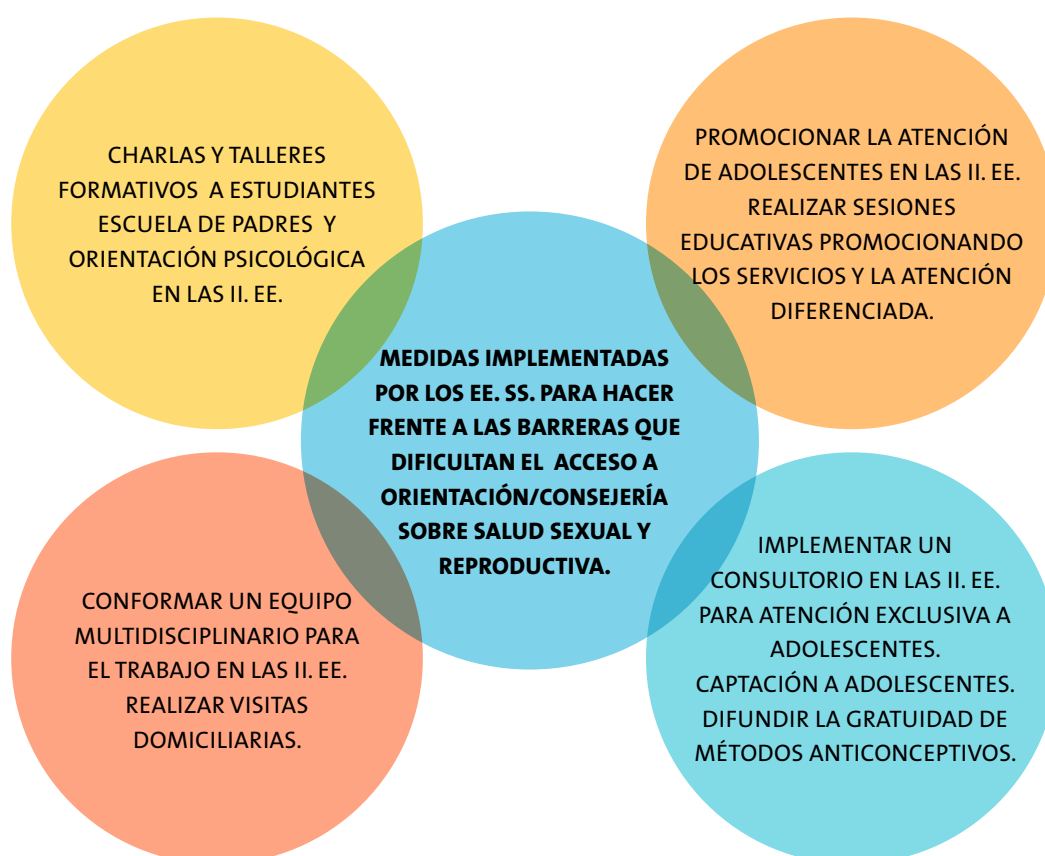 CHARLAS Y TALLERES
FORMATIVOS A ESTUDIANTES
ESCUELA DE PADRES Y
ORIENTACIÓN PSICOLÓGICA
EN LAS II. EE.
PROMOCIONAR LA ATENCIÓN
DE ADOLESCENTES EN LAS II. EE.
REALIZAR SESIONES
EDUCATIVAS PROMOCIONANDO
LOS SERVICIOS Y LA ATENCIÓN
DIFERENCIADA.
MEDIDAS IMPLEMENTADAS
POR LOS EE. SS. PARA HACER
FRENTE A LAS BARRERAS QUE
DIFICULTAN EL ACCESO A
ORIENTACIÓN/CONSEJERÍA
SOBRE SALUD SEXUAL Y
REPRODUCTIVA.
CONFORMAR UN EQUIPO
MULTIDISCIPLINARIO PARA
EL TRABAJO EN LAS II. EE.
REALIZAR VISITAS
DOMICILIARIAS.
IMPLEMENTAR UN
CONSULTORIO EN LAS II. EE.
PARA ATENCIÓN EXCLUSIVA A
ADOLESCENTES.
CAPTACIÓN A ADOLESCENTES.
DIFUNDIR LA GRATUIDAD DE
MÉTODOS ANTICONCEPTIVOS.